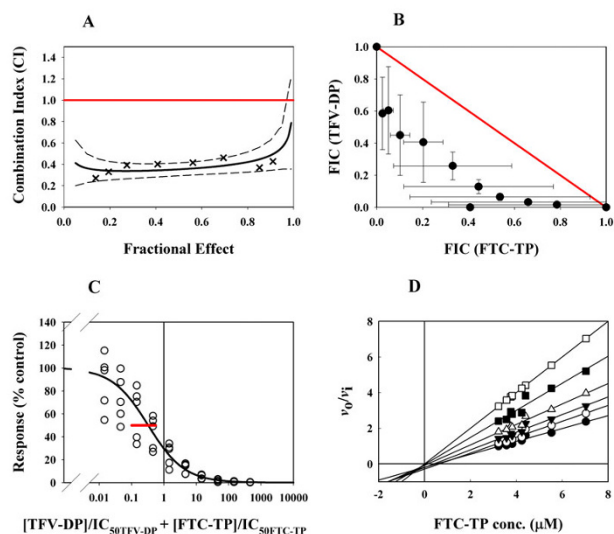 A
Combination Index (CI)
1.4
1.2
1.0
0.8
0.6
0.4
0.2
0.0
0.0 0.2 0.4 0.6 0.8 1.0
Fractional Effect
B
FIC (TFV-DP)
1.0
0.8
0.6
0.4
0.2
0.0
0.0 0.2 0.4 0.6 0.8 1.0
FIC (FTC-TP)
C
Response (% control)
140
120
100
80
60
40
20
0
0.01 0.1 1 10 100 1000 10000
[TFV-DP]/IC50TFV-DP + [FTC-TP]/IC50FTC-TP
D
vo/vi
8
6
4
2
0
-2 0 2 4 6 8
FTC-TP conc. (μM)